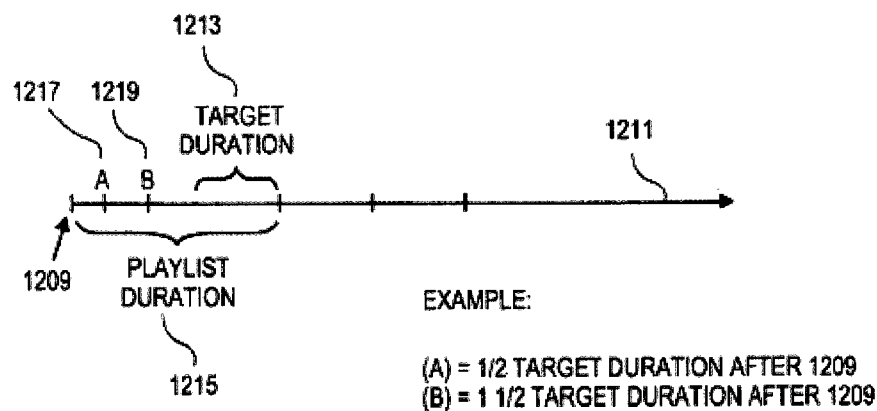 1213
1217
1219
TARGET
DURATION
1211
A
B
1209
PLAYLIST
DURATION
1215
EXAMPLE:
(A) = 1/2 TARGET DURATION AFTER 1209
(B) = 1 1/2 TARGET DURATION AFTER 1209